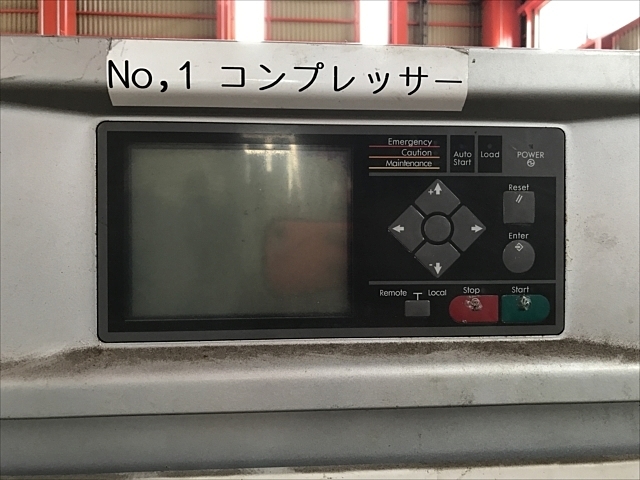 No,1 コンプレッサー
Emergency
Caution
Maintenance
Auto
Start
Load
POWER
Reset
Enter
Remote
Local
Stop
Start